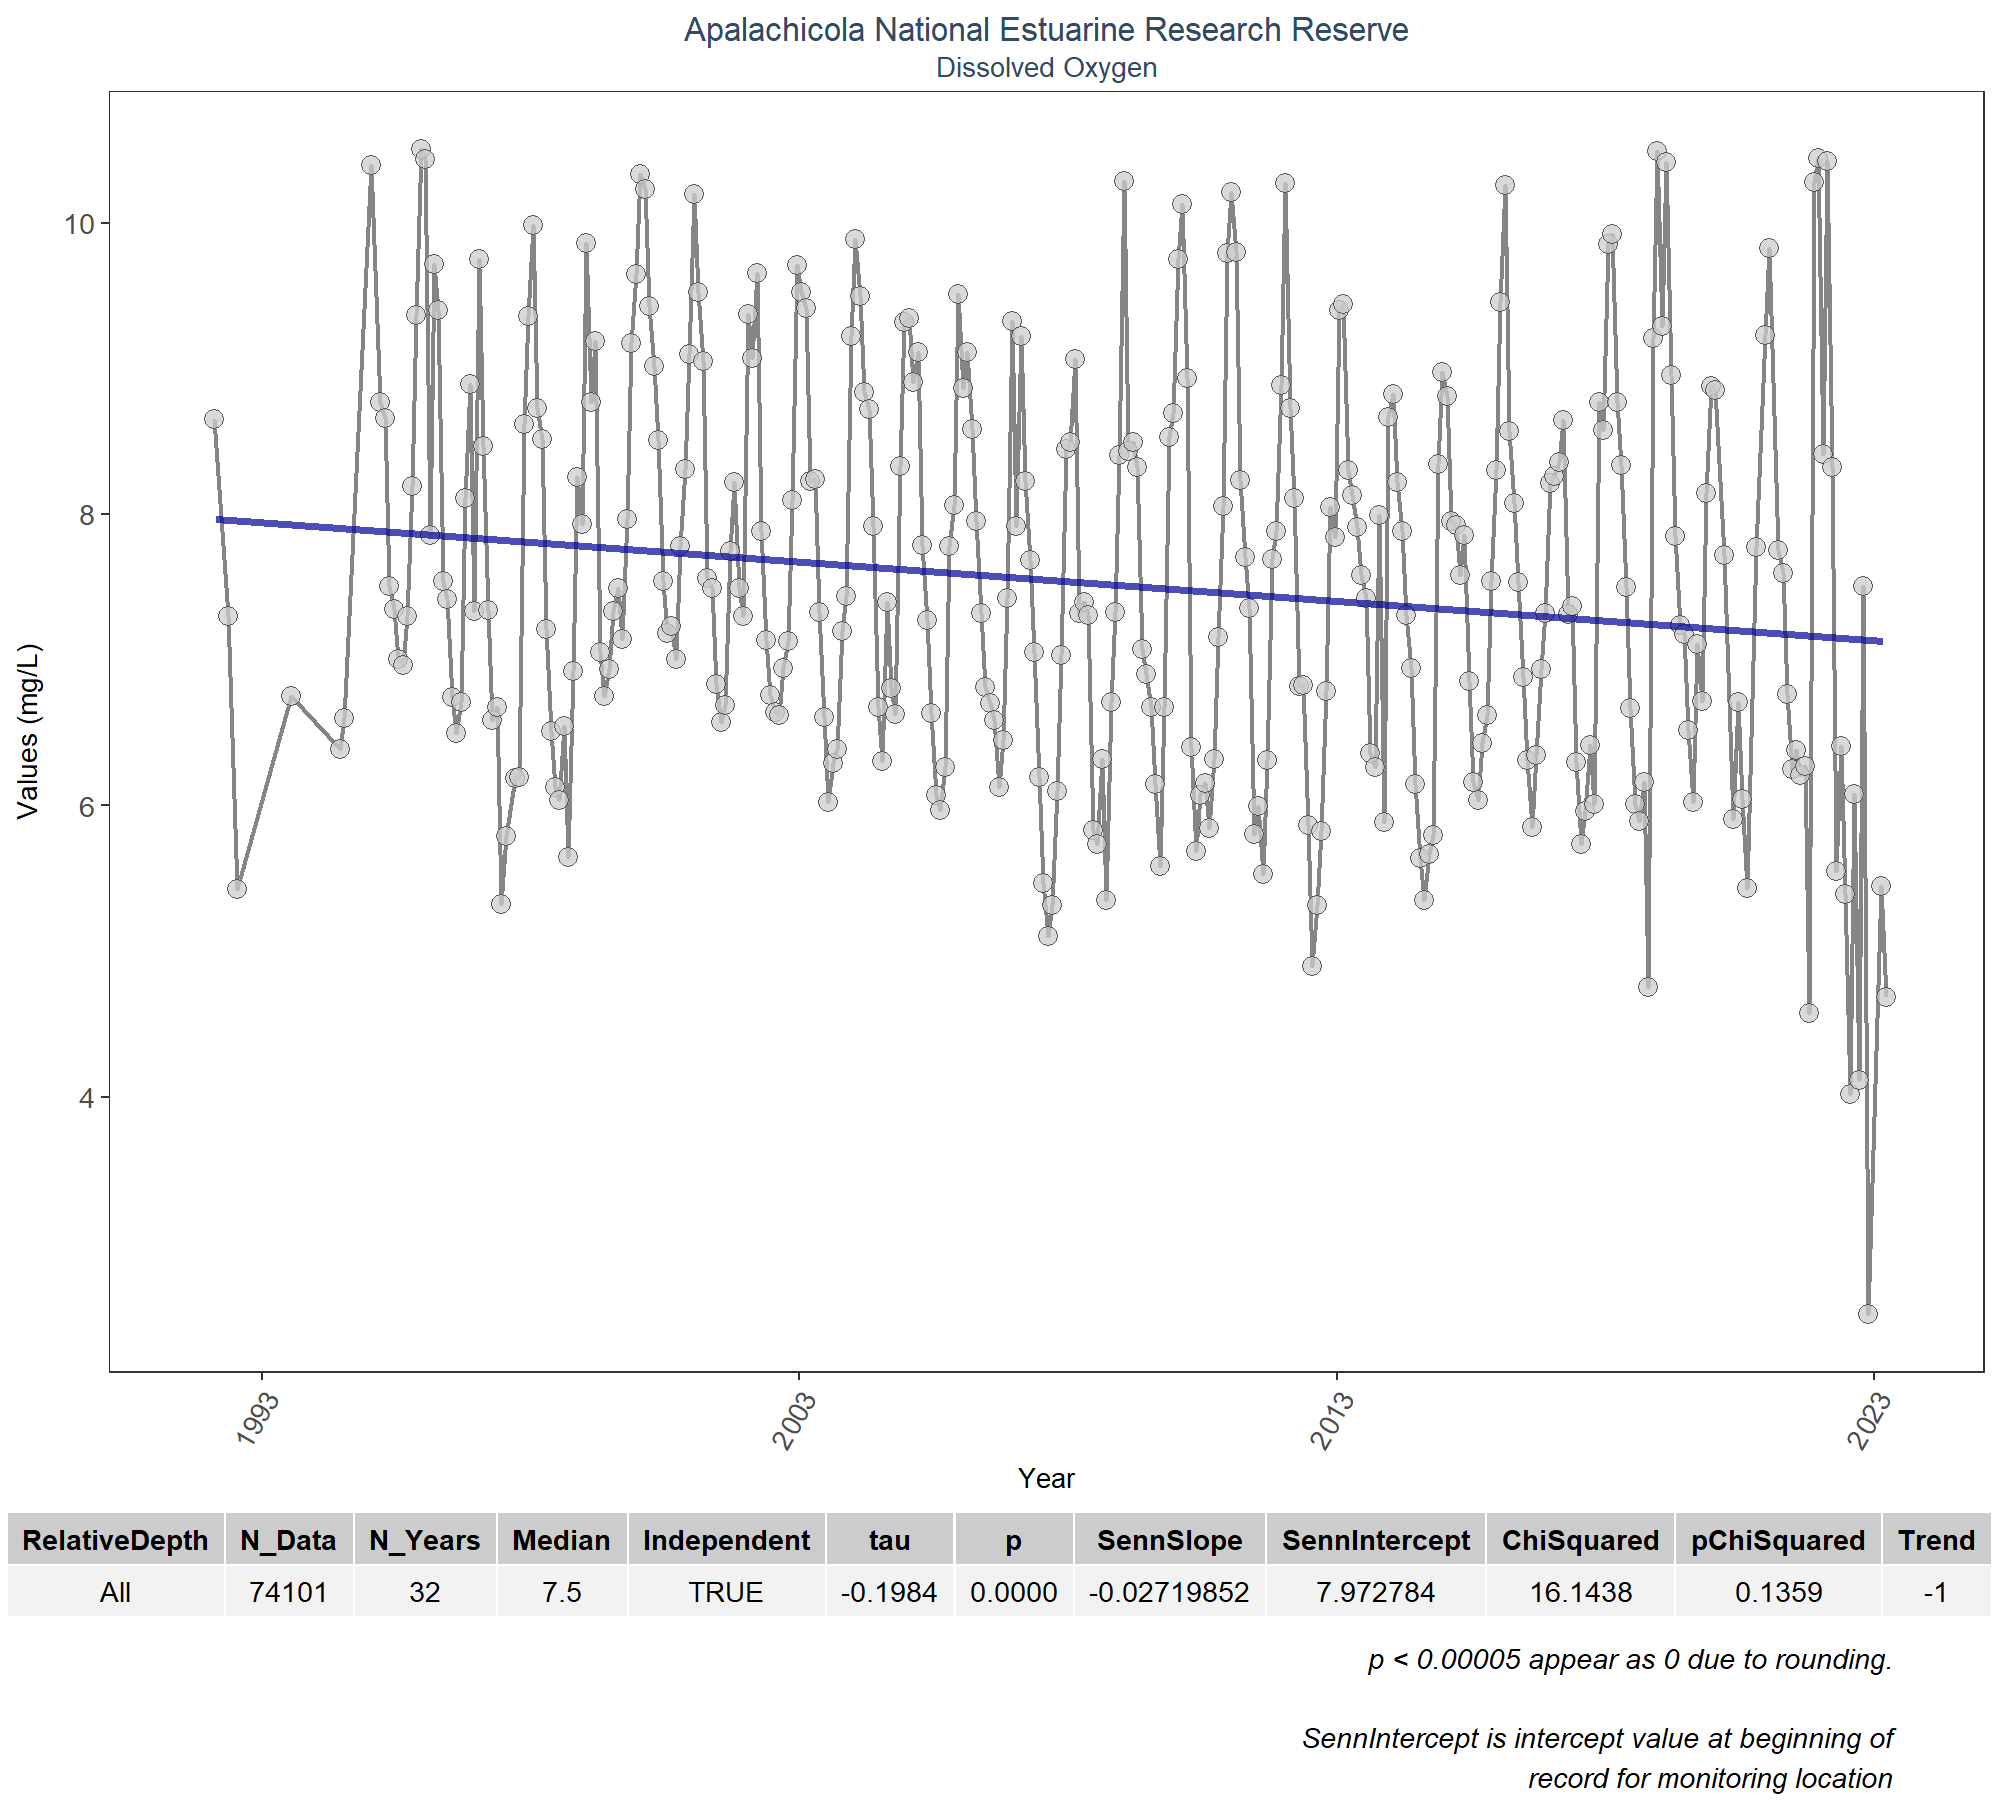 Apalachicola National Estuarine Research Reserve
Dissolved Oxygen
Values (mg/L)
10
8
6
4
1993
2003
2013
2023
Year
RelativeDepth N_Data N_Years Median Independent tau p SennSlope SennIntercept ChiSquared pChiSquared Trend
All 74101 32 7.5 TRUE -0.1984 0.0000 -0.02719852 7.972784 16.1438 0.1359 -1
p < 0.00005 appear as 0 due to rounding.
SennIntercept is intercept value at beginning of
record for monitoring location